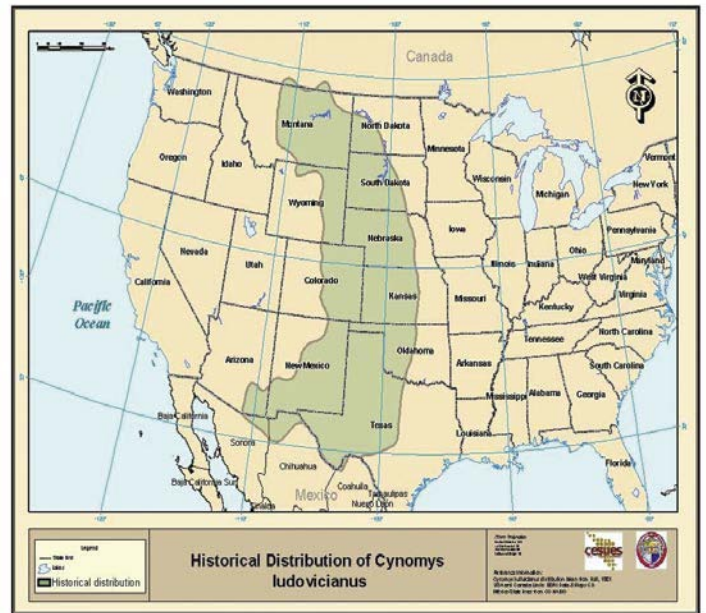 Canada
Washington
Montana
North Dakota
Minnesota
Vermont
Oregon
Idaho
South Dakota
Wisconsin
Michigan
New York
Wyoming
Iowa
Pennsylvania
Nebraska
Nevada
Utah
Colorado
Illinois
Indiana
Ohio
Maryland
West Virginia
California
Kansas
Missouri
Kentucky
Virginia
Pacific
Ocean
Tennessee
North Carolina
Arizona
New Mexico
Oklahoma
Arkansas
South Carolina
Mississippi
Alabama
Georgia
Baja California
Texas
Sonora
Louisiana
Chihuahua
Florida
Baja California Sur
Coahuila
Sinaloa
Mexico
Tamaulipas
Nuevo León
N
Legend
State line
Historical distribution
Historical Distribution of Cynomys
ludovicianus
cesues